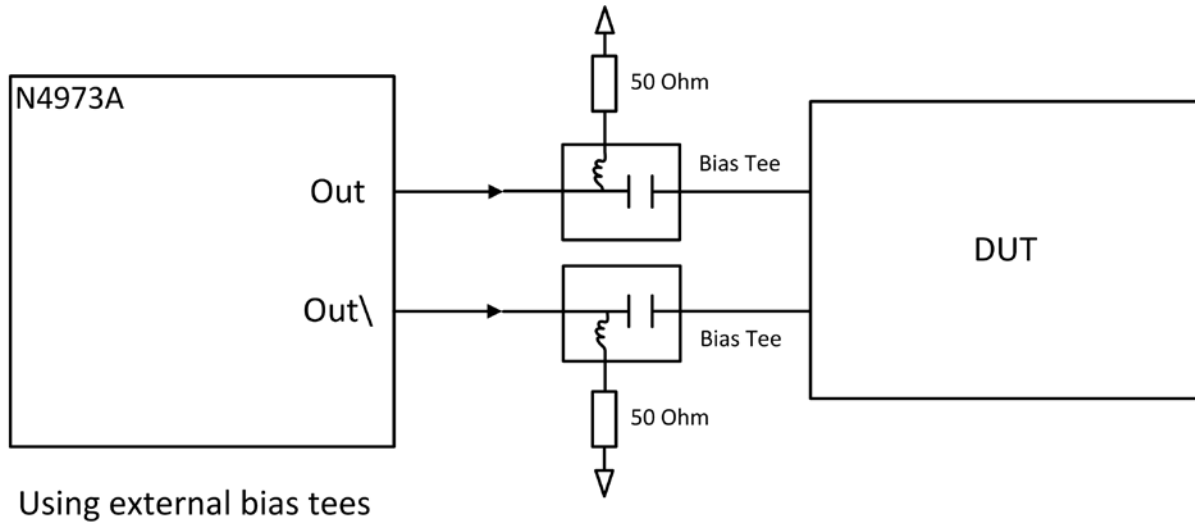 50 Ohm
N4973A
Bias Tee
Out
DUT
Out\
Bias Tee
50 Ohm
Using external bias tees